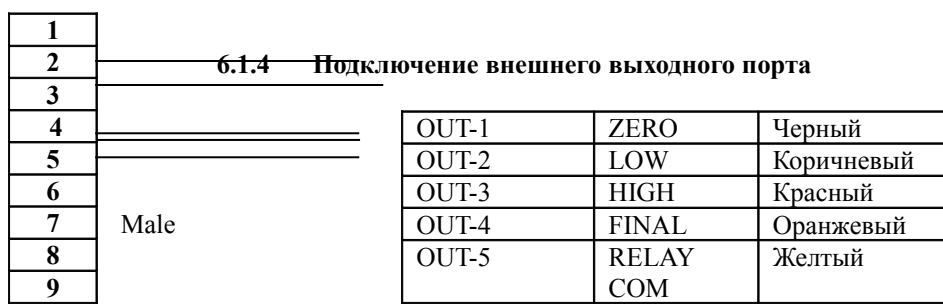 6.1.4 Подключение внешнего выходного порта
1
2
3
4
5
6
7
8
9
Male
OUT-1 ZERO Черный
OUT-2 LOW Коричневый
OUT-3 HIGH Красный
OUT-4 FINAL Оранжевый
OUT-5 RELAY Желтый
COM